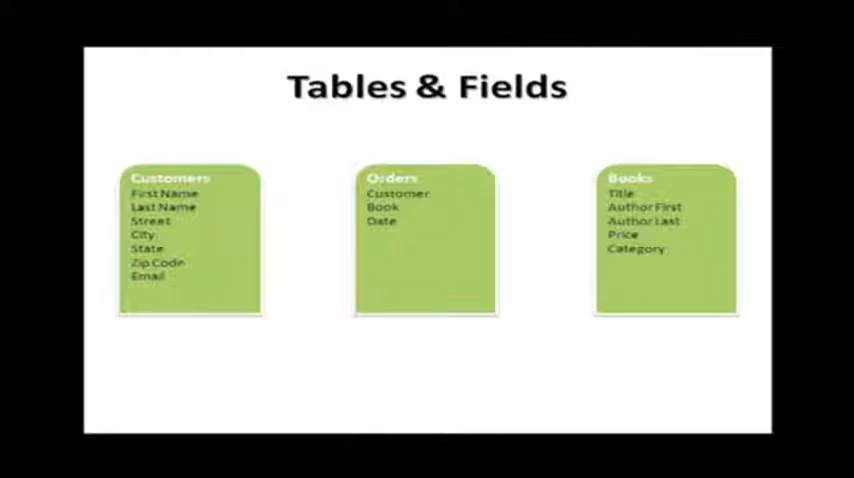 Tables & Fields
Customers
First Name
Last Name
Street
City
State
Zip Code
Email
Orders
Customer
Book
Date
Books
Title
Author First
Author Last
Price
Category